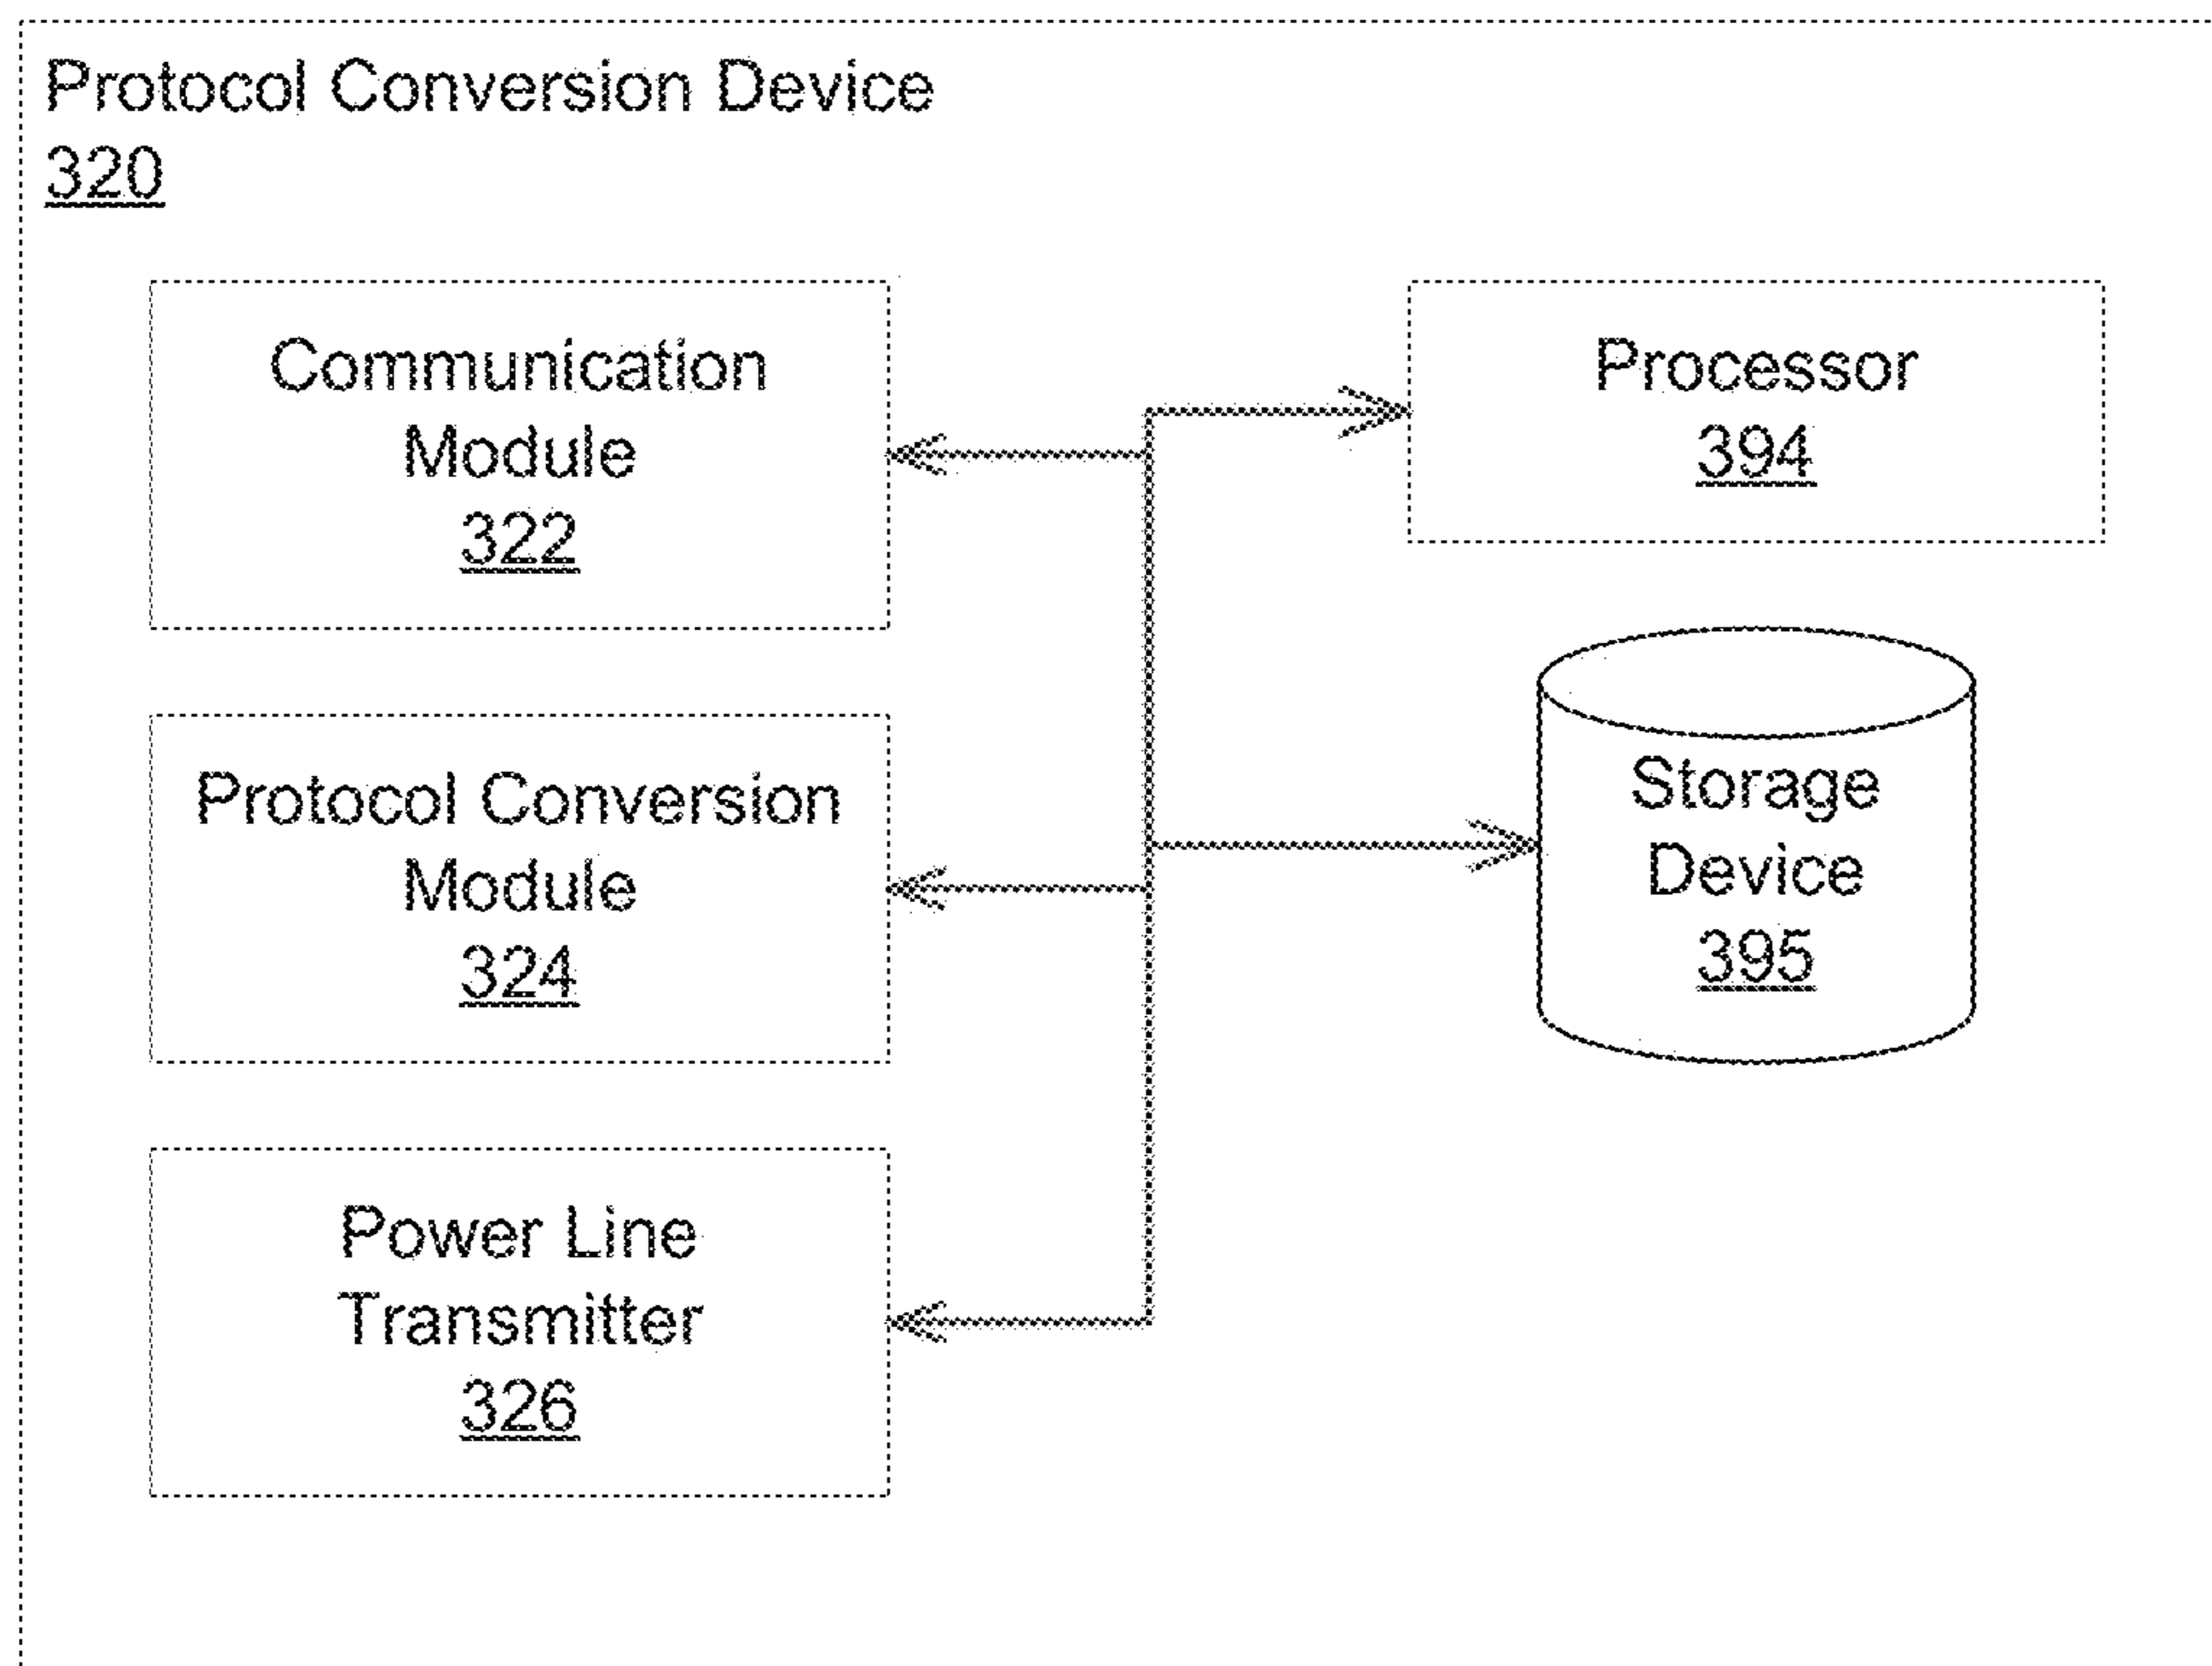 Protocol Conversion Device
320
Communication
Module
322
Processor
394
Protocol Conversion
Module
324
Storage
Device
395
Power Line
Transmitter
326